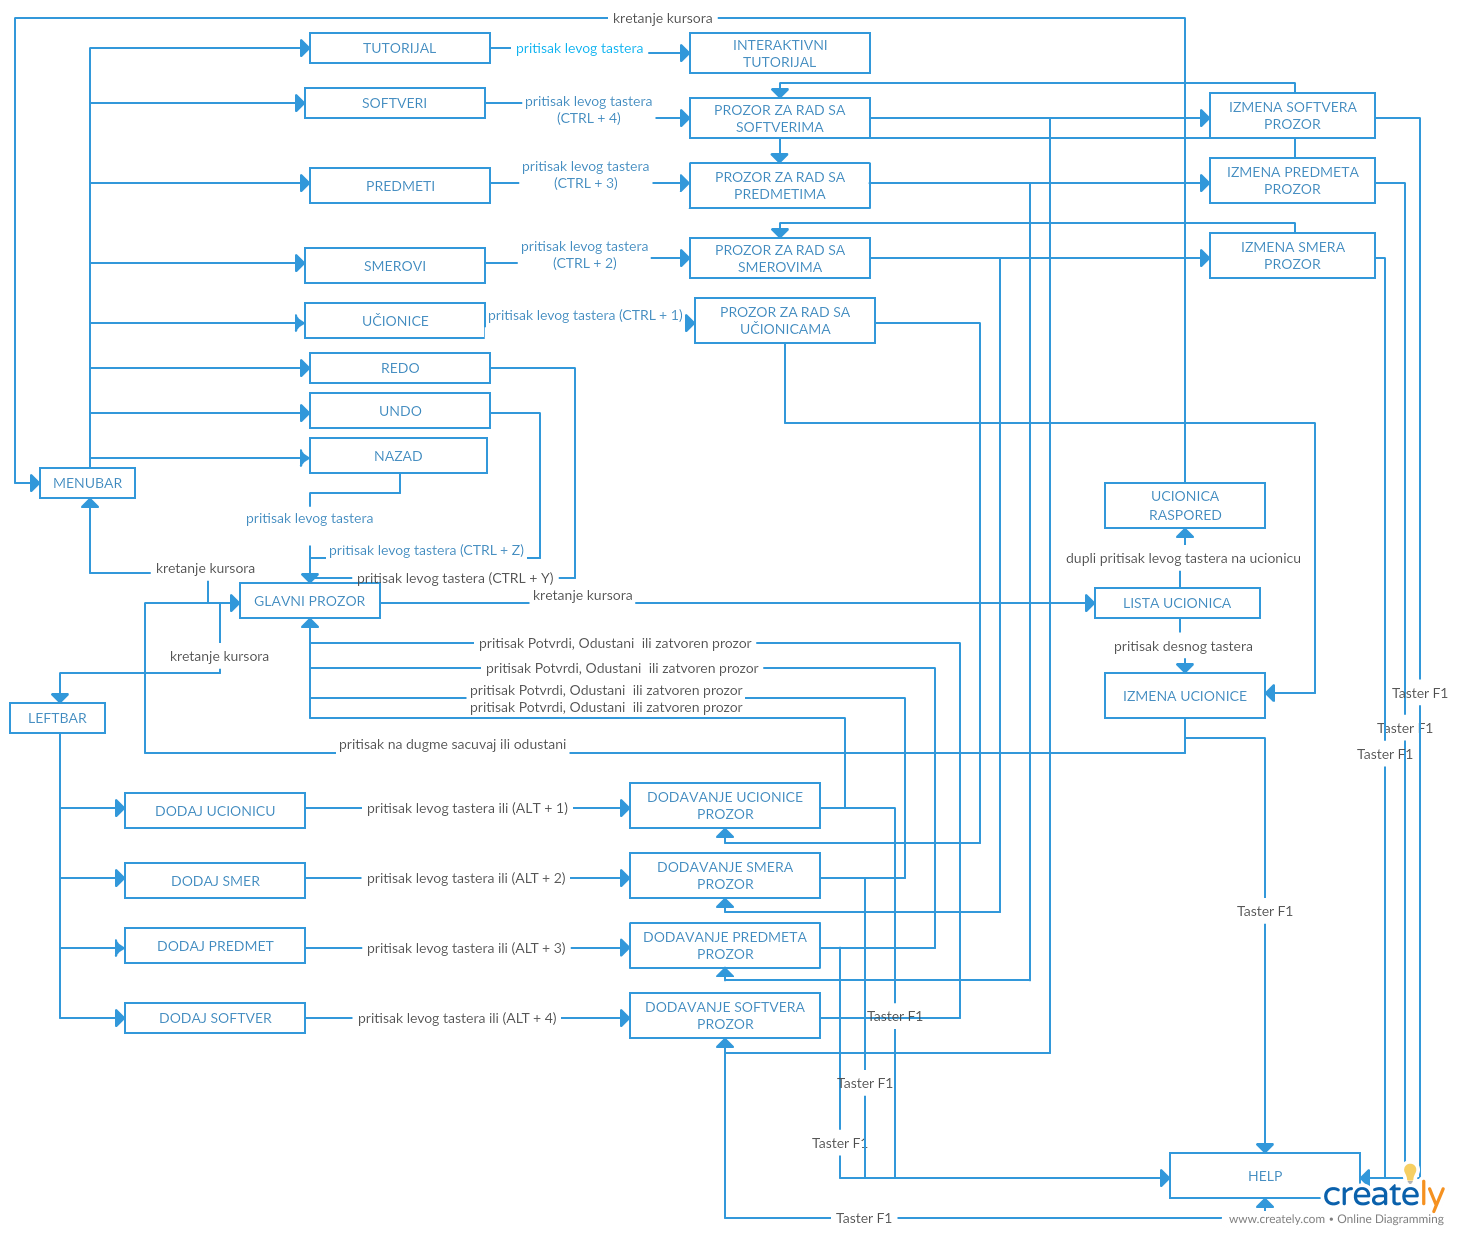 kretanje kursora
TUTORIJAL
pritisak levog tastera
INTERAKTIVNI
TUTORIJAL
SOFTVERI
pritisak levog tastera
(CTRL + 4)
PROZOR ZA RAD SA
SOFTVERIMA
IZMENA SOFTVERA
PROZOR
PREDMETI
pritisak levog tastera
(CTRL + 3)
PROZOR ZA RAD SA
PREDMETIMA
IZMENA PREDMETA
PROZOR
SMEROVI
pritisak levog tastera
(CTRL + 2)
PROZOR ZA RAD SA
SMEROVIMA
IZMENA SMERA
PROZOR
UČIONICE
pritisak levog tastera (CTRL + 1)
PROZOR ZA RAD SA
UČIONICAMA
REDO
UNDO
NAZAD
MENUBAR
UCIONICA
RASPORED
pritisak levog tastera
pritisak levog tastera (CTRL + Z)
dupli pritisak levog tastera na ucionicu
kretanje kursora
pritisak levog tastera (CTRL + Y)
GLAVNI PROZOR
kretanje kursora
LISTA UCIONICA
pritisak Potvrdi, Odustani  ili zatvoren prozor
pritisak desnog tastera
kretanje kursora
pritisak Potvrdi, Odustani  ili zatvoren prozor
pritisak Potvrdi, Odustani  ili zatvoren prozor
pritisak Potvrdi, Odustani  ili zatvoren prozor
IZMENA UCIONICE
Taster F1
LEFTBAR
Taster F1
pritisak na dugme sacuvaj ili odustani
Taster F1
DODAJ UCIONICU
pritisak levog tastera ili (ALT + 1)
DODAVANJE UCIONICE
PROZOR
DODAJ SMER
pritisak levog tastera ili (ALT + 2)
DODAVANJE SMERA
PROZOR
Taster F1
DODAJ PREDMET
pritisak levog tastera ili (ALT + 3)
DODAVANJE PREDMETA
PROZOR
DODAJ SOFTVER
pritisak levog tastera ili (ALT + 4)
DODAVANJE SOFTVERA
PROZOR
Taster F1
Taster F1
Taster F1
HELP
Taster F1
creately
www.creately.com • Online Diagramming